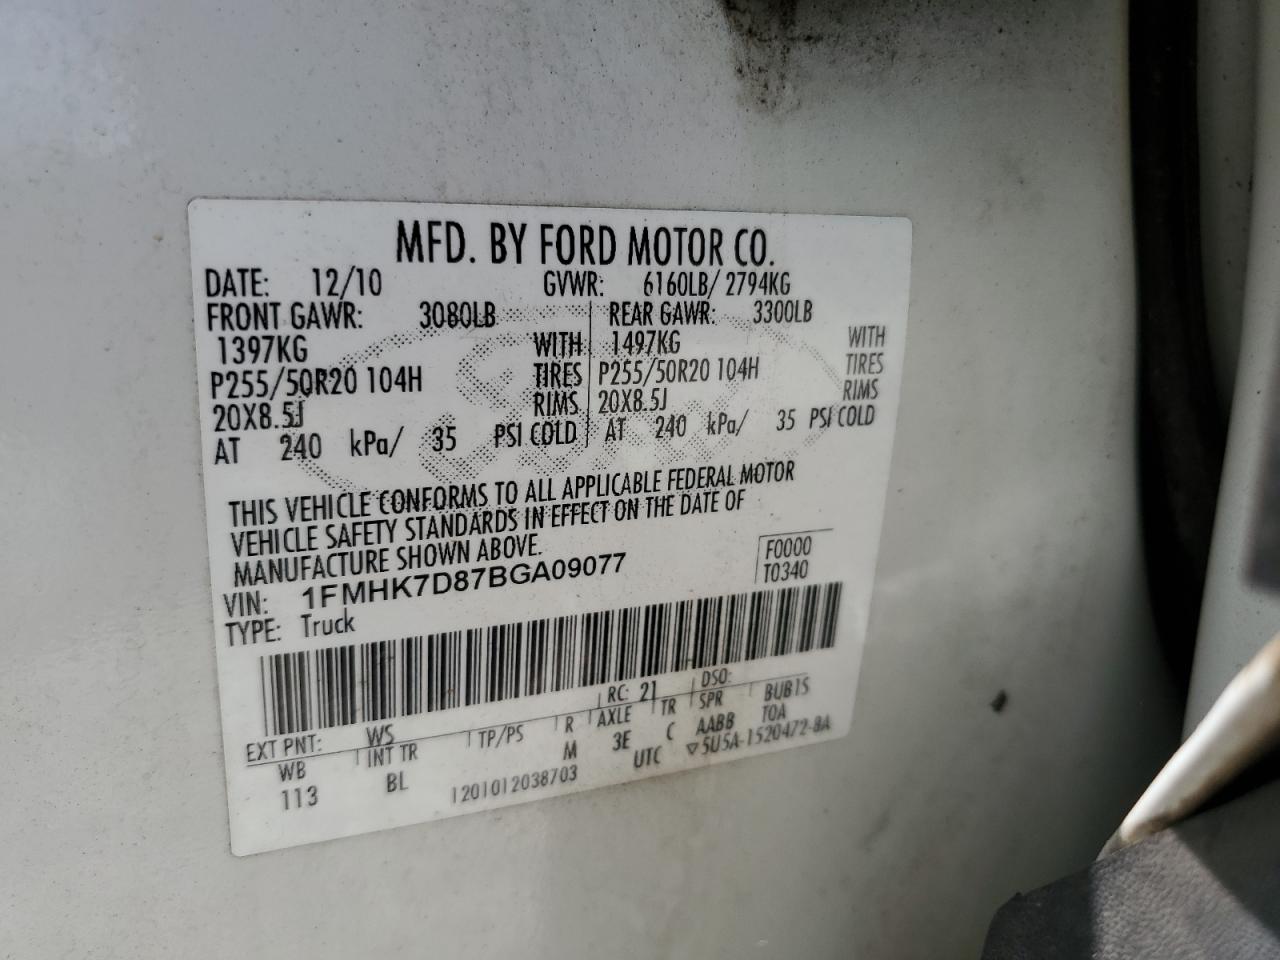 MFD. BY FORD MOTOR CO.
DATE: 12/10 GVWR: 6160LB/ 2794KG
FRONT GAWR: 3080LB REAR GAWR: 3300LB
1397KG WITH 1497KG WITH
P255/50R20 104H TIRES P255/50R20 104H TIRES
20X8.5J RIMS 20X8.5J RIMS
AT 240 kPa/ 35 PSI COLD AT 240 kPa/ 35 PSI COLD
THIS VEHICLE CONFORMS TO ALL APPLICABLE FEDERAL MOTOR
VEHICLE SAFETY STANDARDS IN EFFECT ON THE DATE OF
MANUFACTURE SHOWN ABOVE.
VIN: 1FMHK7D87BGA09077 F0000
TYPE: Truck T0340
EXT PNT: WS RC: 21 DSO:
WB INT TR TP/PS R AXLE TR SPR BUB15
113 BL M 3E C AABB TOA
1201012038703 UTC ▽5U5A-1520472-BA